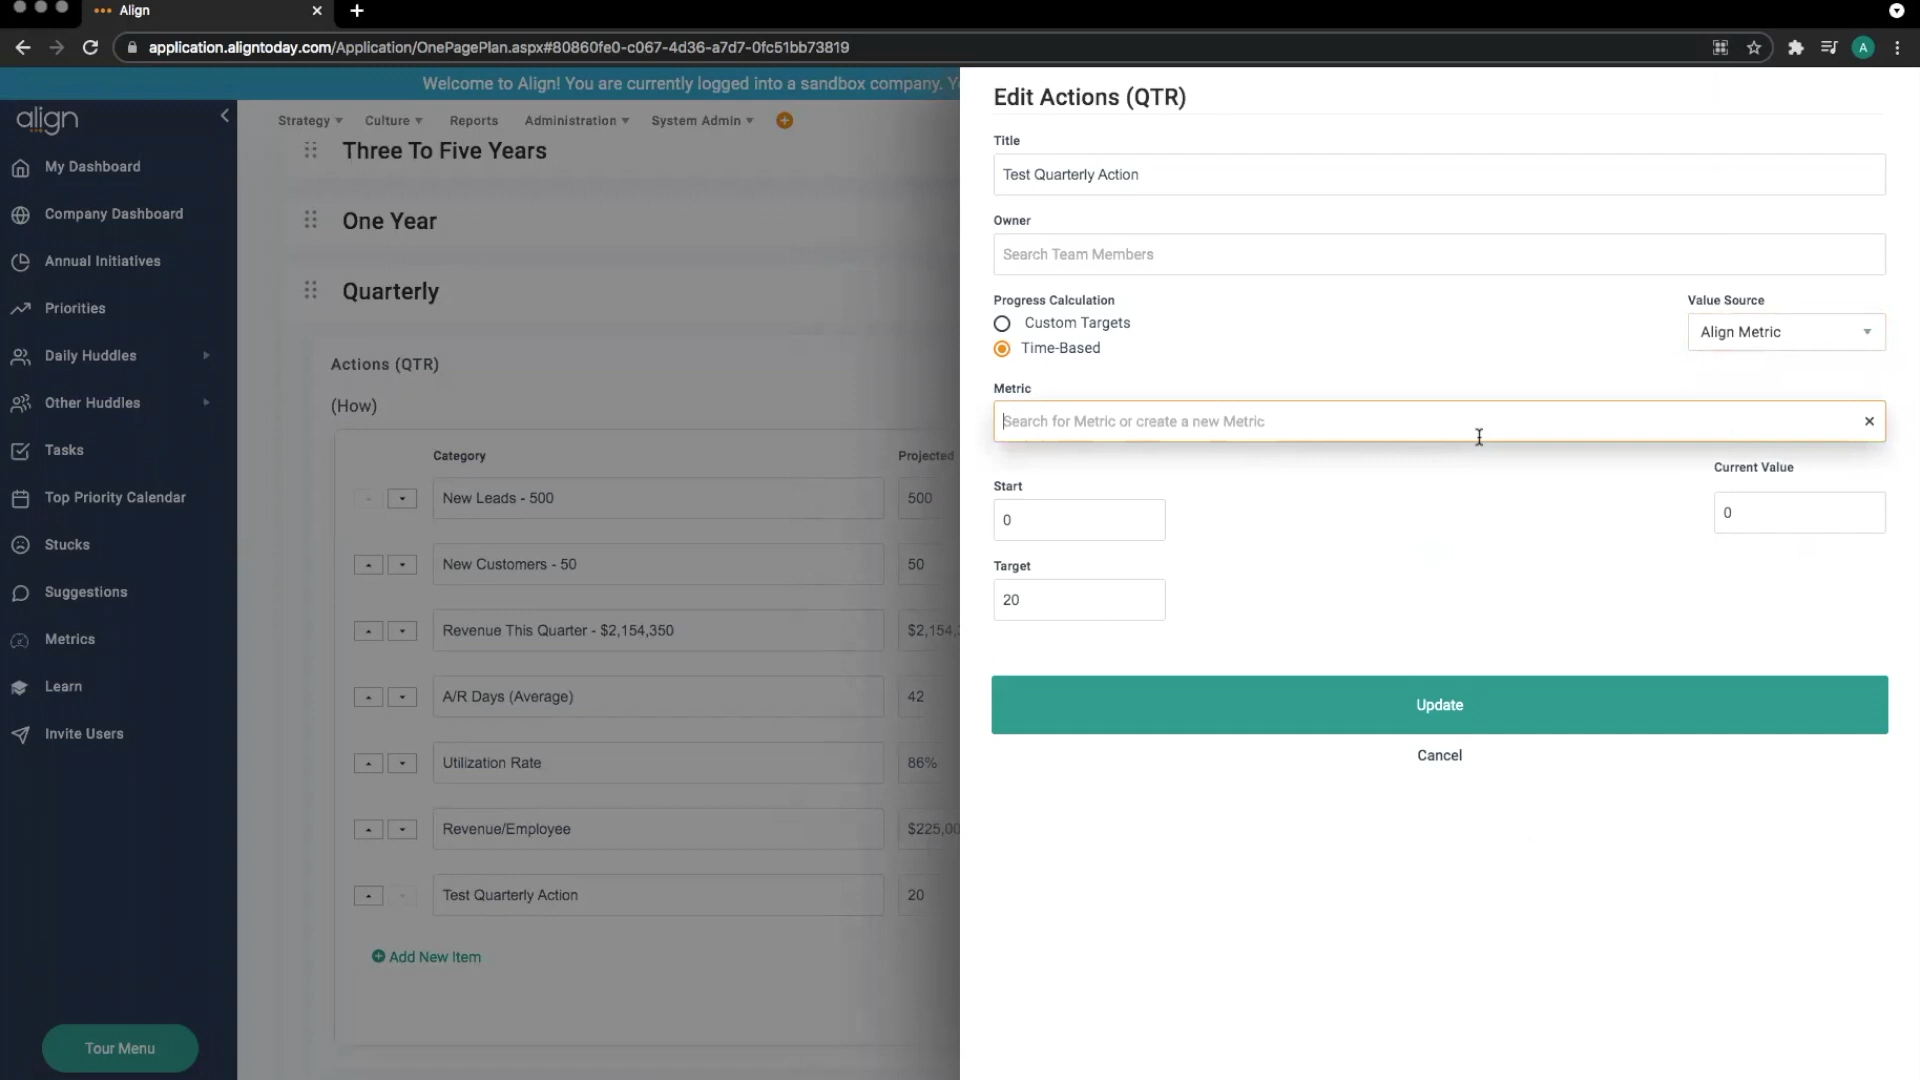 Align
application.aligntoday.com/Application/OnePagePlan.aspx#80860fe0-c067-4d36-a7d7-0fc51bb73819
A
Welcome to Align! You are currently logged into a sandbox company.
align
Strategy
Culture
Reports
Administration
System Admin
My Dashboard
Company Dashboard
Annual Initiatives
Priorities
Daily Huddles
Other Huddles
Tasks
Top Priority Calendar
Stucks
Suggestions
Metrics
Learn
Invite Users
Tour Menu
Three To Five Years
One Year
Quarterly
Actions (QTR)
(How)
Category Projected
New Leads - 500 500
New Customers - 50 50
Revenue This Quarter - $2,154,350 $2,154,
A/R Days (Average) 42
Utilization Rate 86%
Revenue/Employee $225,00
Test Quarterly Action 20
Add New Item
Edit Actions (QTR)
Title
Test Quarterly Action
Owner
Search Team Members
Progress Calculation
Custom Targets
Time-Based
Value Source
Align Metric
Metric
Search for Metric or create a new Metric
Start
0
Current Value
0
Target
20
Update
Cancel